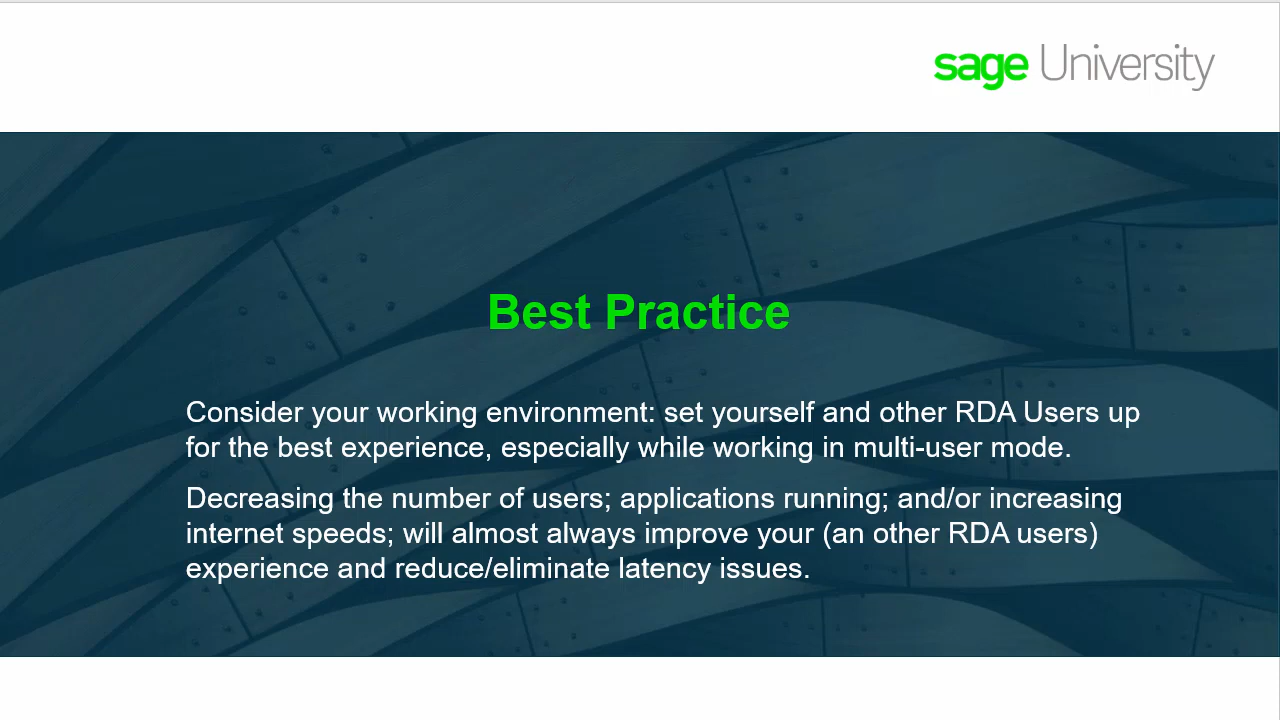 sage University
Best Practice
Consider your working environment: set yourself and other RDA Users up
for the best experience, especially while working in multi-user mode.
Decreasing the number of users; applications running; and/or increasing
internet speeds; will almost always improve your (an other RDA users)
experience and reduce/eliminate latency issues.